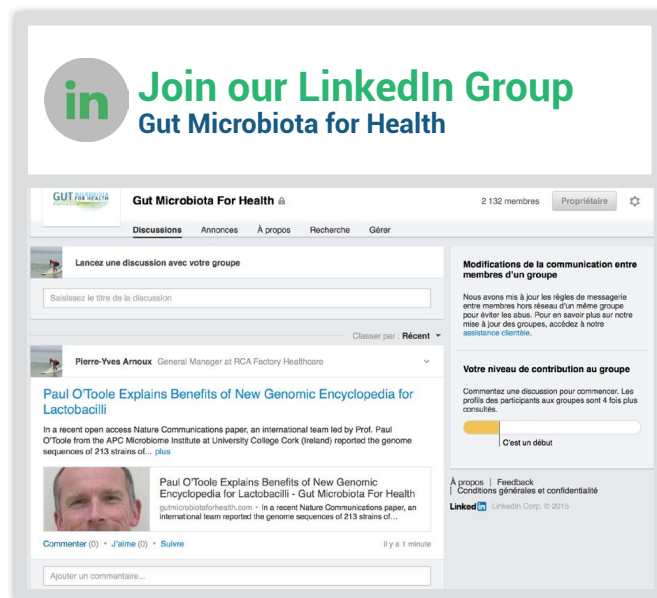 in
Join our LinkedIn Group
Gut Microbiota for Health
GUT MICROBIOTA
FOR HEALTH
Gut Microbiota For Health
2 132 membres
Propriétaire
Discussions Annonces À propos Recherche Gérer
Lancez une discussion avec votre groupe
Saisissez le titre de la discussion
Classer par : Récent
Pierre-Yves Arnoux General Manager at RCA Factory Healthcare
Paul O'Toole Explains Benefits of New Genomic Encyclopedia for
Lactobacilli
In a recent open access Nature Communications paper, an international team led by Prof. Paul
O'Toole from the APC Microbiome Institute at University College Cork (Ireland) reported the genome
sequences of 213 strains of... plus
Paul O'Toole Explains Benefits of New Genomic
Encyclopedia for Lactobacilli - Gut Microbiota For Health
gutmicrobiotaforhealth.com • In a recent Nature Communications paper, an
international team reported the genome sequences of 213 strains of...
Commenter (0) • J'aime (0) • Suivre
Il y a 1 minute
Ajouter un commentaire...
Modifications de la communication entre
membres d'un groupe
Nous avons mis à jour les règles de messagerie
entre membres hors réseau d'un même groupe
pour éviter les abus. Pour en savoir plus sur notre
mise à jour des groupes, accédez à notre
assistance clientèle.
Votre niveau de contribution au groupe
Commentez une discussion pour commencer. Les
profils des participants aux groupes sont 4 fois plus
consultés.
C'est un début
À propos | Feedback
| Conditions générales et confidentialité
Linked in LinkedIn Corp. © 2015